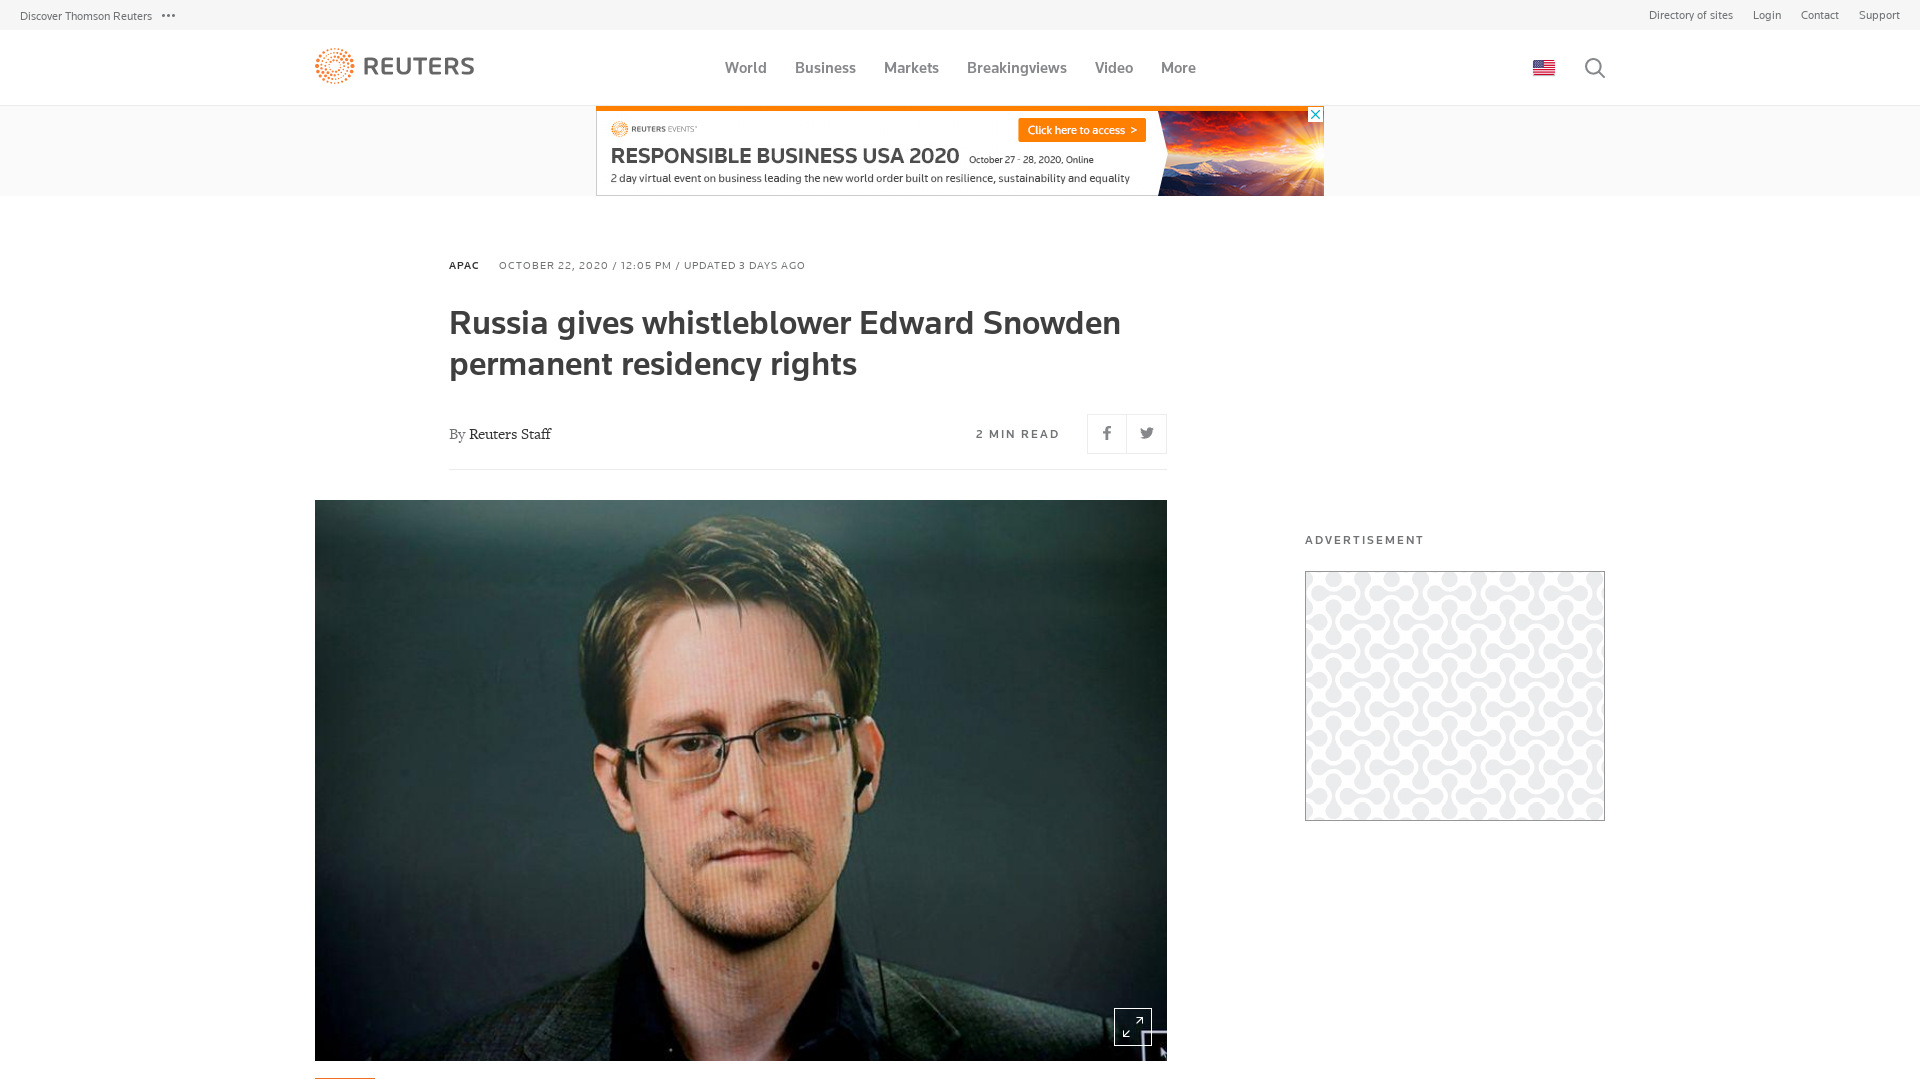 Discover Thomson Reuters
Directory of sites Login Contact Support
REUTERS
World Business Markets Breakingviews Video More
REUTERS EVENTS™
Click here to access >
RESPONSIBLE BUSINESS USA 2020 October 27 - 28, 2020, Online
2 day virtual event on business leading the new world order built on resilience, sustainability and equality
APAC OCTOBER 22, 2020 / 12:05 PM / UPDATED 3 DAYS AGO
Russia gives whistleblower Edward Snowden
permanent residency rights
By Reuters Staff
2 MIN READ
ADVERTISEMENT